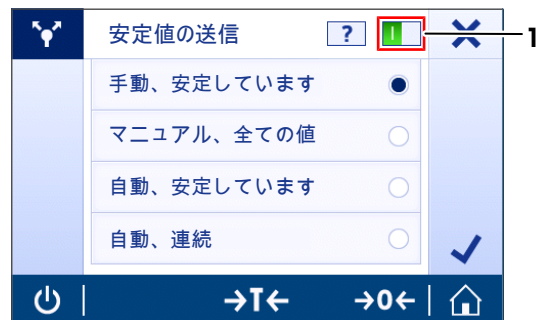 安定値の送信 ? 1
手動、安定しています
マニュアル、全ての値
自動、安定しています
自動、連続
→T← →0←